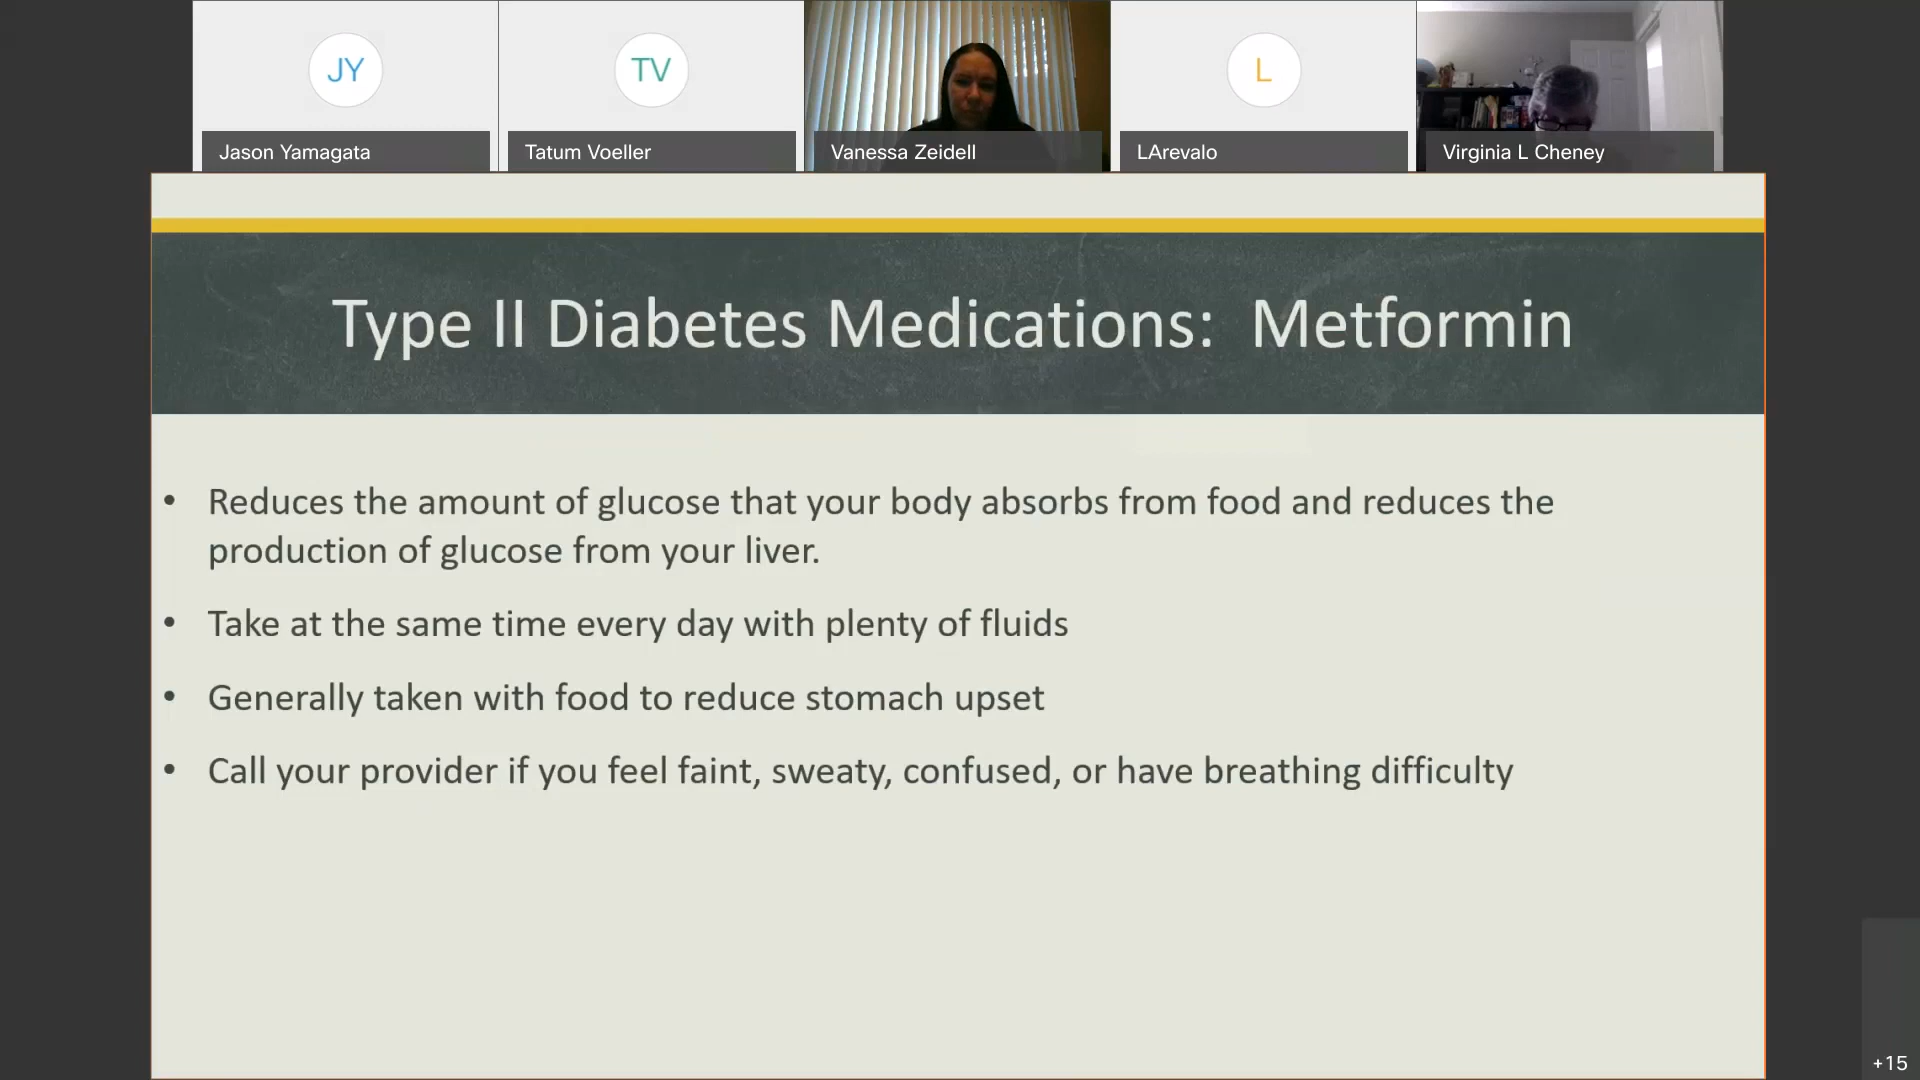 JY
TV
L
Jason Yamagata
Tatum Voeller
Vanessa Zeidell
LArevalo
Virginia L Cheney
Type II Diabetes Medications:  Metformin
• Reduces the amount of glucose that your body absorbs from food and reduces the
production of glucose from your liver.
• Take at the same time every day with plenty of fluids
• Generally taken with food to reduce stomach upset
• Call your provider if you feel faint, sweaty, confused, or have breathing difficulty
+15